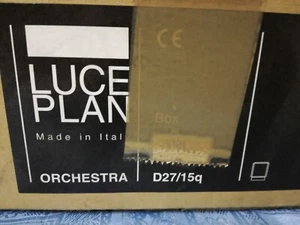 CE
LUCE
PLAN
Box
Made in Ital
ORCHESTRA
D27/15q